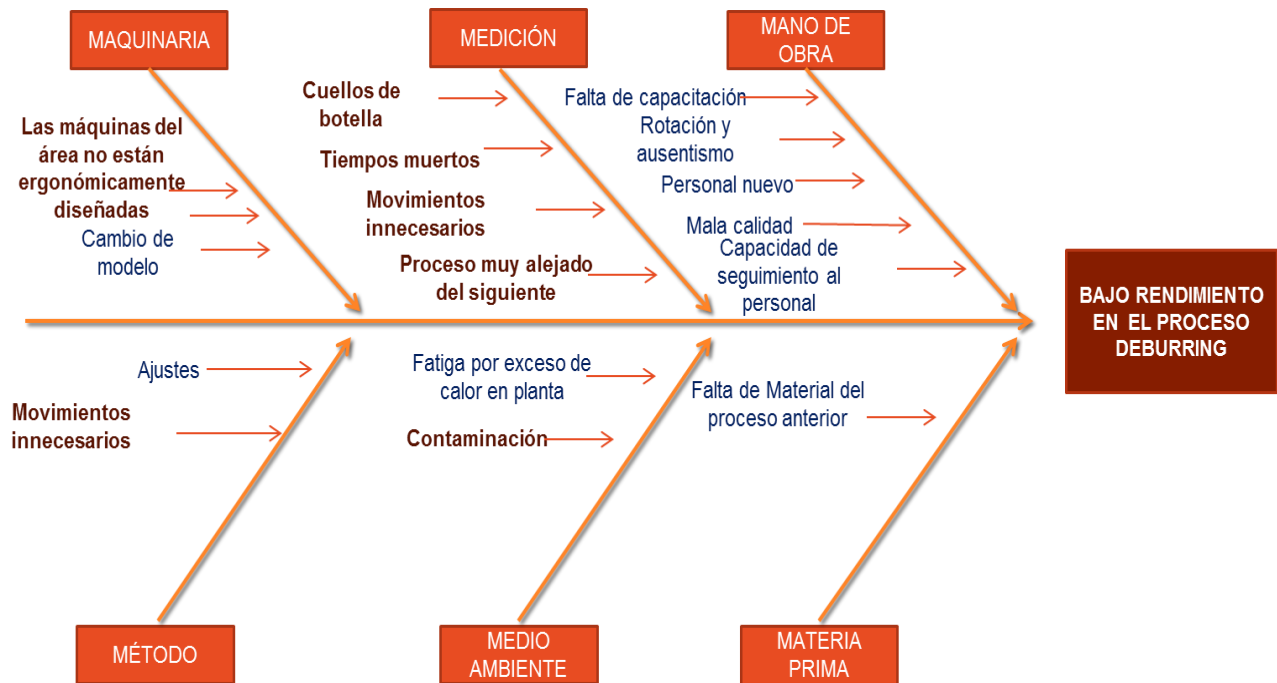 MAQUINARIA
MEDICIÓN
MANO DE
OBRA
Las máquinas del
área no están
ergonómicamente
diseñadas
Cambio de
modelo
Cuellos de
botella
Tiempos muertos
Movimientos
innecesarios
Proceso muy alejado
del siguiente
Falta de capacitación
Rotación y
ausentismo
Personal nuevo
Mala calidad
Capacidad de
seguimiento al
personal
BAJO RENDIMIENTO
EN EL PROCESO
DEBURRING
Ajustes
Movimientos
innecesarios
Fatiga por exceso de
calor en planta
Contaminación
Falta de Material del
proceso anterior
MÉTODO
MEDIO
AMBIENTE
MATERIA
PRIMA